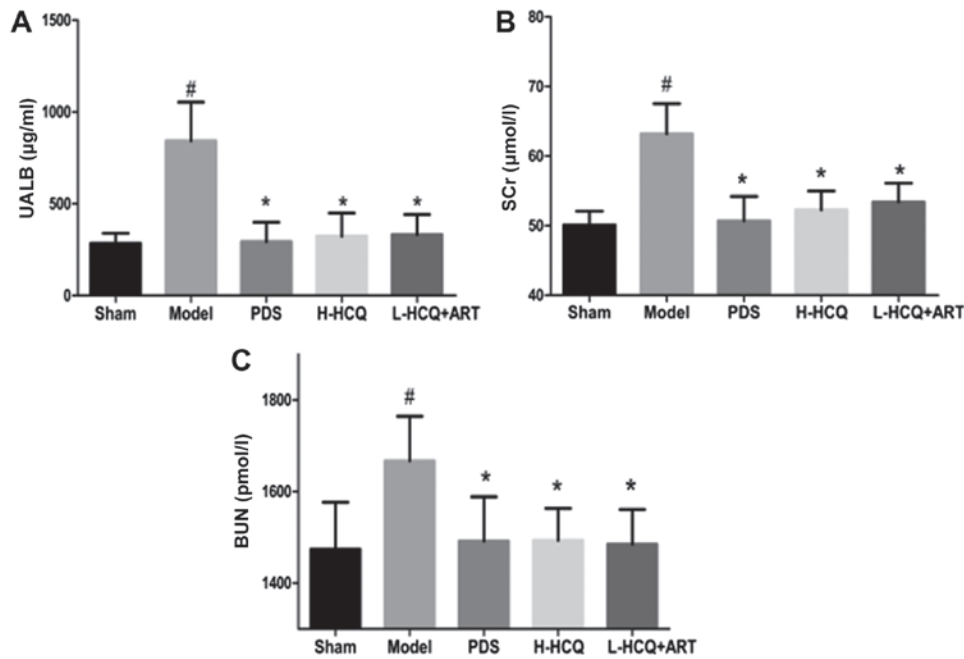 A
UALB (μg/ml)
1500
1000
500
0
#
*
*
*
Sham Model PDS H-HCQ L-HCQ+ART
B
SCr (μmol/l)
80
70
60
50
40
#
*
*
*
Sham Model PDS H-HCQ L-HCQ+ART
C
BUN (pmol/l)
1800
1600
1400
#
*
*
*
Sham Model PDS H-HCQ L-HCQ+ART